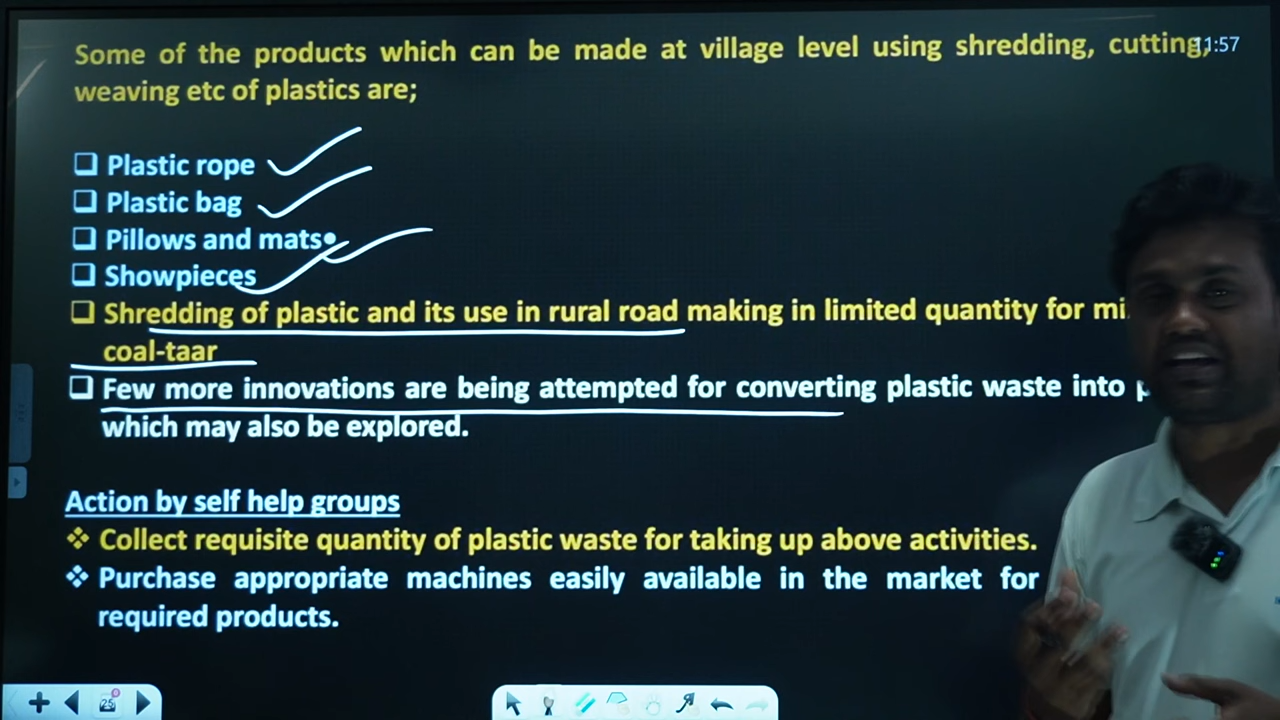 Some of the products which can be made at village level using shredding, cutting,
11:57
weaving etc of plastics are;
❑ Plastic rope
❑ Plastic bag
❑ Pillows and mats•
❑ Showpieces
❑ Shredding of plastic and its use in rural road making in limited quantity for
coal-taar
❑ Few more innovations are being attempted for converting plastic waste into
which may also be explored.
Action by self help groups
❖ Collect requisite quantity of plastic waste for taking up above activities.
❖ Purchase appropriate machines easily available in the market for
required products.
25